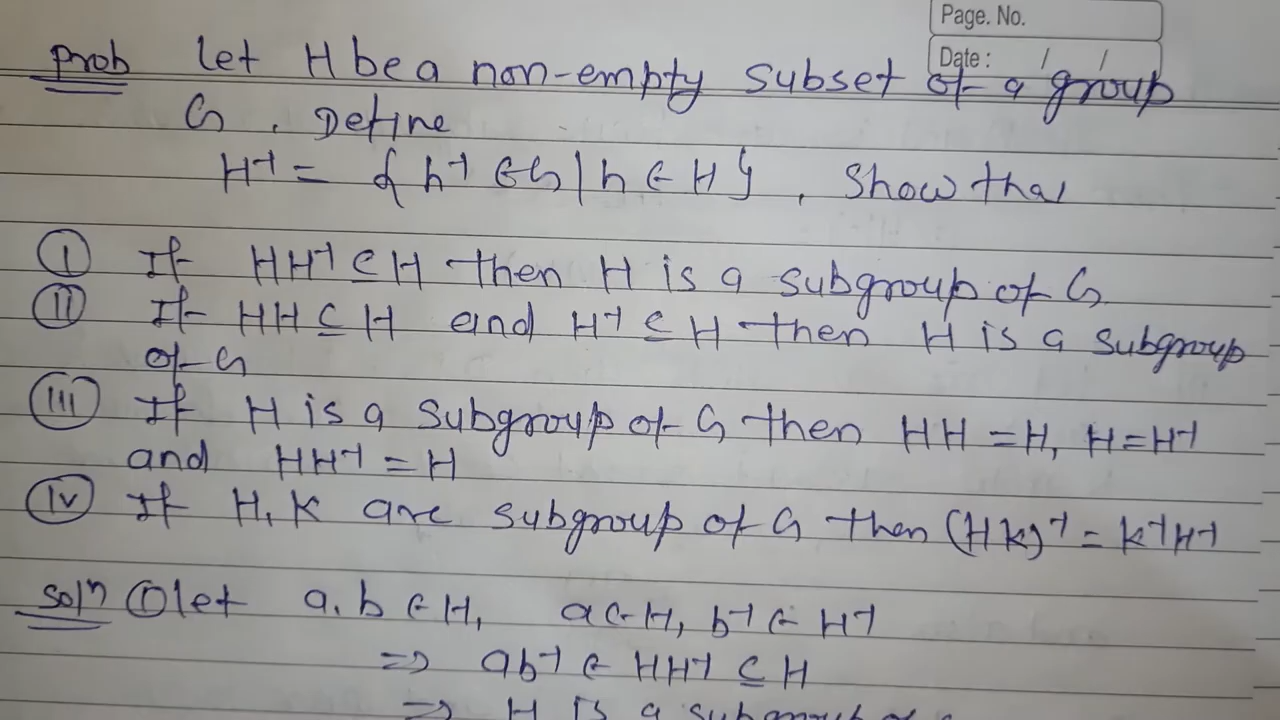 Page. No.
Date: / /
Prob Let H be a non-empty subset of a group
G. Define
H⁻¹ = { h⁻¹ ∈ G | h ∈ H }, Show that
(I) If HH⁻¹ ⊆ H then H is a subgroup of G
(II) If HH ⊆ H and H⁻¹ ⊆ H then H is a subgroup
of G
(III) If H is a subgroup of G then HH = H, H = H⁻¹
and HH⁻¹ = H
(IV) If H, K are subgroup of G then (HK)⁻¹ = K⁻¹H⁻¹
Solⁿ (I) let a, b ∈ H, a ∈ H, b⁻¹ ∈ H⁻¹
⇒ ab⁻¹ ∈ HH⁻¹ ⊆ H
⇒ H is a subgroup of